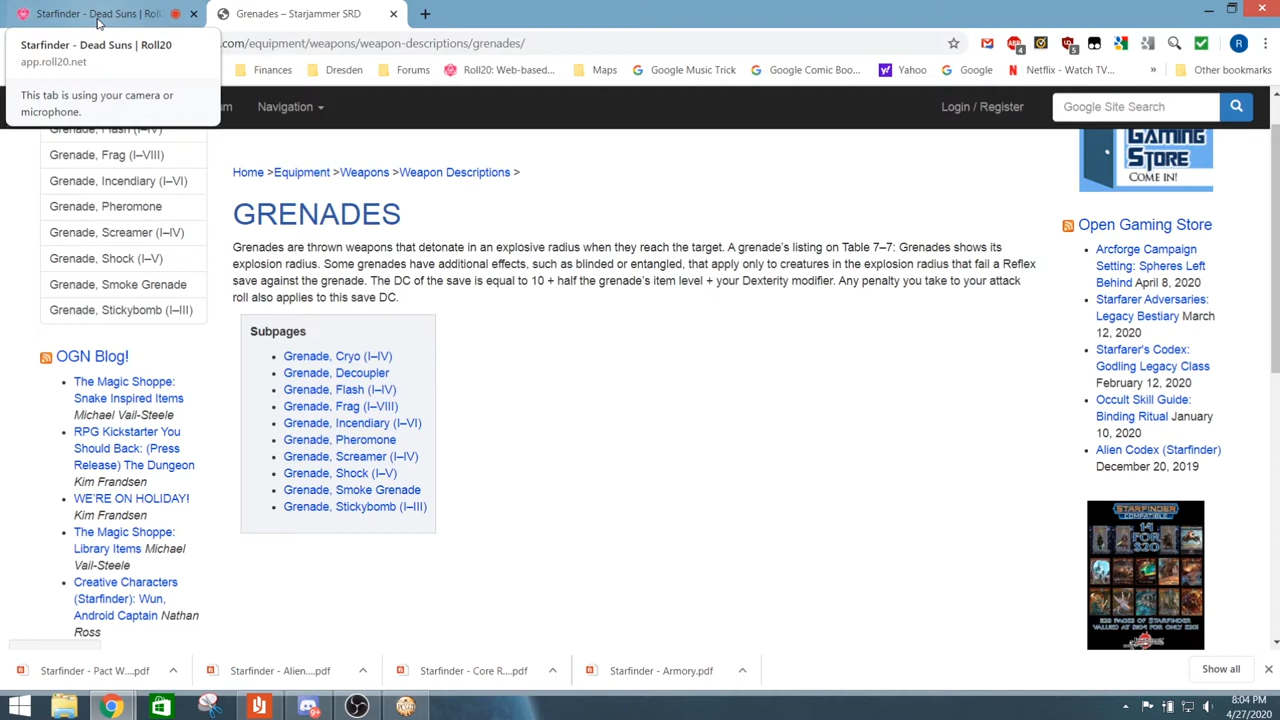 Starfinder - Dead Suns | Roll2
Grenades – Starjammer SRD
Starfinder - Dead Suns | Roll20
app.roll20.net
This tab is using your camera or
microphone.
.com/equipment/weapons/weapon-descriptions/grenades/
Finances
Dresden
Forums
Roll20: Web-based...
Maps
Google Music Trick
Google Comic Boo...
Yahoo
Google
Netflix - Watch TV...
»
Other bookmarks
Navigation
Login / Register
Google Site Search
Grenade, Flash (I–IV)
Grenade, Frag (I–VIII)
Grenade, Incendiary (I–VI)
Grenade, Pheromone
Grenade, Screamer (I–IV)
Grenade, Shock (I–V)
Grenade, Smoke Grenade
Grenade, Stickybomb (I–III)
OGN Blog!
The Magic Shoppe:
Snake Inspired Items
Michael Vail-Steele
RPG Kickstarter You
Should Back: (Press
Release) The Dungeon
Kim Frandsen
WE'RE ON HOLIDAY!
Kim Frandsen
The Magic Shoppe:
Library Items Michael
Vail-Steele
Creative Characters
(Starfinder): Wun,
Android Captain Nathan
Ross
Home >Equipment >Weapons >Weapon Descriptions >
GRENADES
Grenades are thrown weapons that detonate in an explosive radius when they reach the target. A grenade's listing on Table 7–7: Grenades shows its
explosion radius. Some grenades have additional effects, such as blinded or entangled, that apply only to creatures in the explosion radius that fail a Reflex
save against the grenade. The DC of the save is equal to 10 + half the grenade's item level + your Dexterity modifier. Any penalty you take to your attack
roll also applies to this save DC.
Subpages
Grenade, Cryo (I–IV)
Grenade, Decoupler
Grenade, Flash (I–IV)
Grenade, Frag (I–VIII)
Grenade, Incendiary (I–VI)
Grenade, Pheromone
Grenade, Screamer (I–IV)
Grenade, Shock (I–V)
Grenade, Smoke Grenade
Grenade, Stickybomb (I–III)
GAMING
STORE
COME IN!
Open Gaming Store
Arcforge Campaign
Setting: Spheres Left
Behind April 8, 2020
Starfarer Adversaries:
Legacy Bestiary March
12, 2020
Starfarer's Codex:
Godling Legacy Class
February 12, 2020
Occult Skill Guide:
Binding Ritual January
10, 2020
Alien Codex (Starfinder)
December 20, 2019
STARFINDER
COMPATIBLE
14
FOR
$20
Starfinder - Pact W....pdf
Starfinder - Alien....pdf
Starfinder - Core R....pdf
Starfinder - Armory.pdf
Show all
8:04 PM
4/27/2020